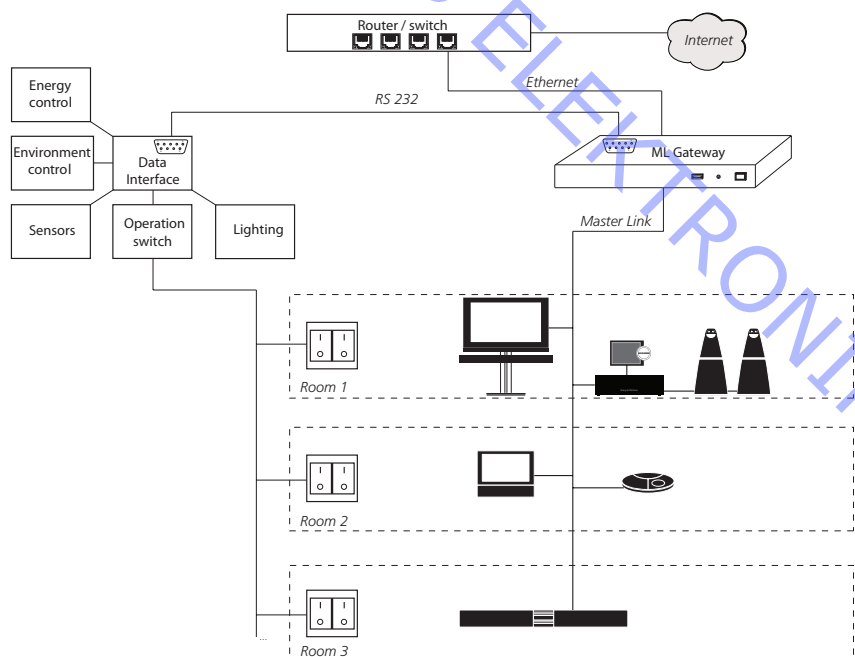 Router / switch
Internet
Ethernet
RS 232
Energy
control
Environment
control
Data
Interface
ML Gateway
Sensors
Operation
switch
Lighting
Master Link
Room 1
Room 2
Room 3
...
ELEKTRONI